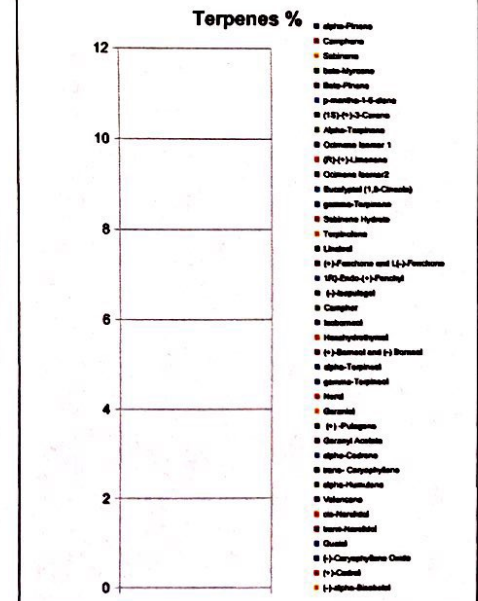 Terpenes %
12
10
8
6
4
2
0
alpha-Pinene
Camphene
Sabinene
beta-Myrcene
Beta-Pinene
p-mentha-1-5-diene
(1S)-(+)-3-Carene
Alpha-Terpinene
Ocimene Isomer 1
(R)-(+)-Limonene
Ocimene Isomer2
Eucalyptol (1,8-Cineole)
gamma-Terpinene
Sabinene Hydrate
Terpinolene
Linalool
(+)-Fenchone and L(-)-Fenchone
1R)-Endo-(+)-Fenchyl
(-)-Isopulegol
Camphor
Isoborneol
Hexahydrothymol
(+)-Borneol and (-) Borneol
alpha-Terpineol
gamma-Terpineol
Nerol
Geraniol
(+) -Pulegone
Geranyl Acetate
alpha-Cedrene
trans- Caryophyllene
alpha-Humulene
Valencene
cis-Nerolidol
trans-Nerolidol
Guaiol
(-)-Caryophyllene Oxide
(+)-Cedrol
(-)-alpha-Bisabolol